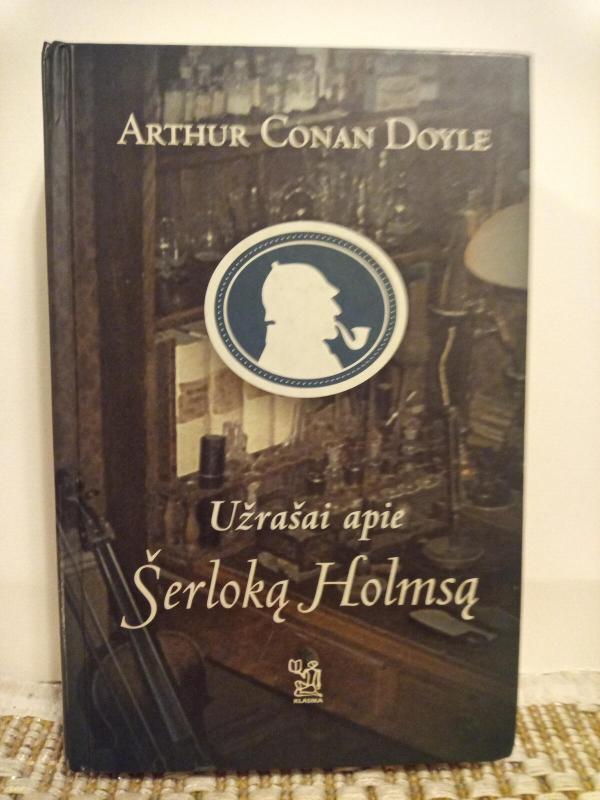 ARTHUR CONAN DOYLE
Užrašai apie
Šerloką Holmsą
KLASIKA